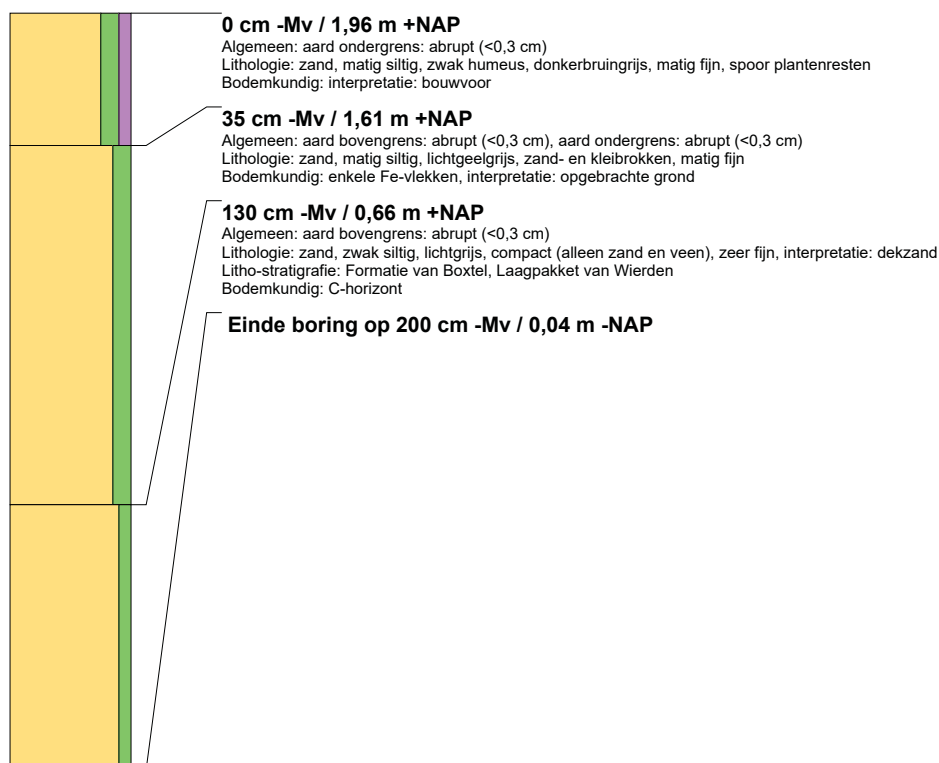 0 cm -Mv / 1,96 m +NAP
Algemeen: aard ondergrens: abrupt (<0,3 cm)
Lithologie: zand, matig siltig, zwak humeus, donkerbruingrijs, matig fijn, spoor plantenresten
Bodemkundig: interpretatie: bouwvoor
35 cm -Mv / 1,61 m +NAP
Algemeen: aard bovengrens: abrupt (<0,3 cm), aard ondergrens: abrupt (<0,3 cm)
Lithologie: zand, matig siltig, lichtgeelgrijs, zand- en kleibrokken, matig fijn
Bodemkundig: enkele Fe-vlekken, interpretatie: opgebrachte grond
130 cm -Mv / 0,66 m +NAP
Algemeen: aard bovengrens: abrupt (<0,3 cm)
Lithologie: zand, zwak siltig, lichtgrijs, compact (alleen zand en veen), zeer fijn, interpretatie: dekzand
Litho-stratigrafie: Formatie van Boxtel, Laagpakket van Wierden
Bodemkundig: C-horizont
Einde boring op 200 cm -Mv / 0,04 m -NAP